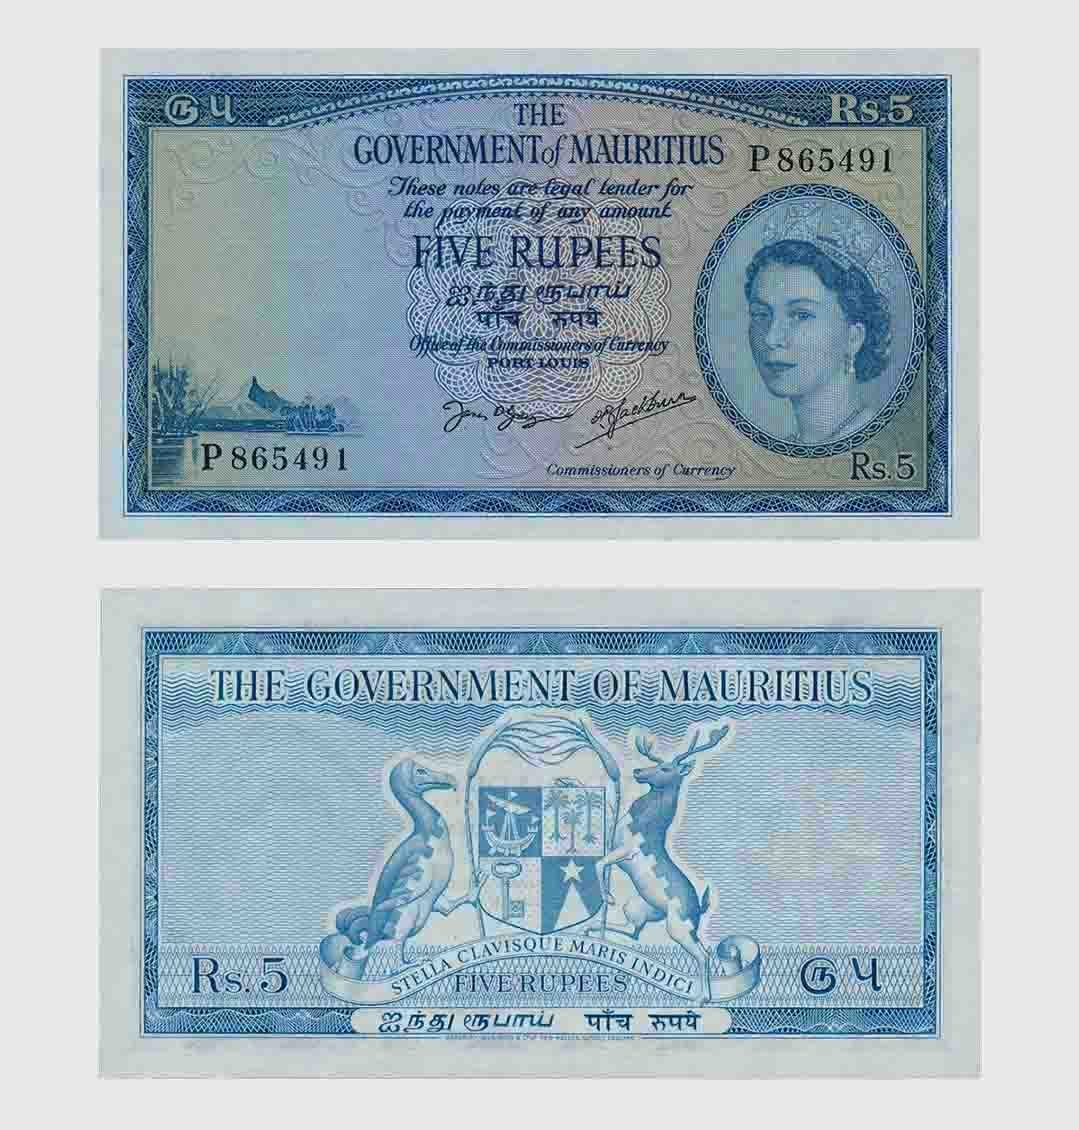 ௫ ५ Rs.5
THE
GOVERNMENT of MAURITIUS
P 865491
These notes are legal tender for
the payment of any amount
FIVE RUPEES
ஐந்து ரூபாய்
पाँच रुपये
Office of the Commissioners of Currency
PORT LOUIS
Commissioners of Currency
P 865491
Rs.5
THE GOVERNMENT OF MAURITIUS
STELLA CLAVISQUE MARIS INDICI
Rs.5 FIVE RUPEES ௫ ५
ஐந்து ரூபாய் पाँच रुपये